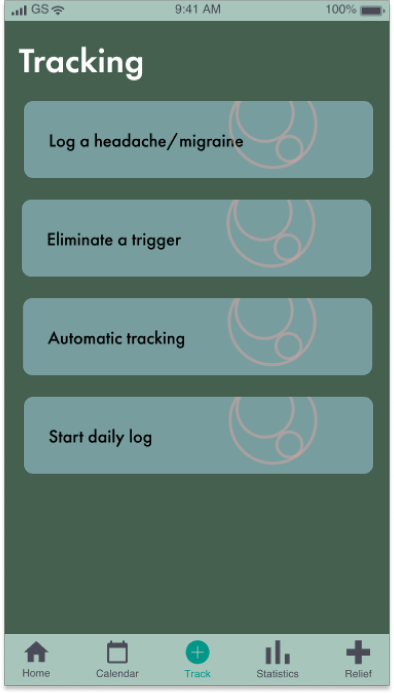 GS 9:41 AM 100%
Tracking
Log a headache/migraine
Eliminate a trigger
Automatic tracking
Start daily log
Home Calendar Track Statistics Relief